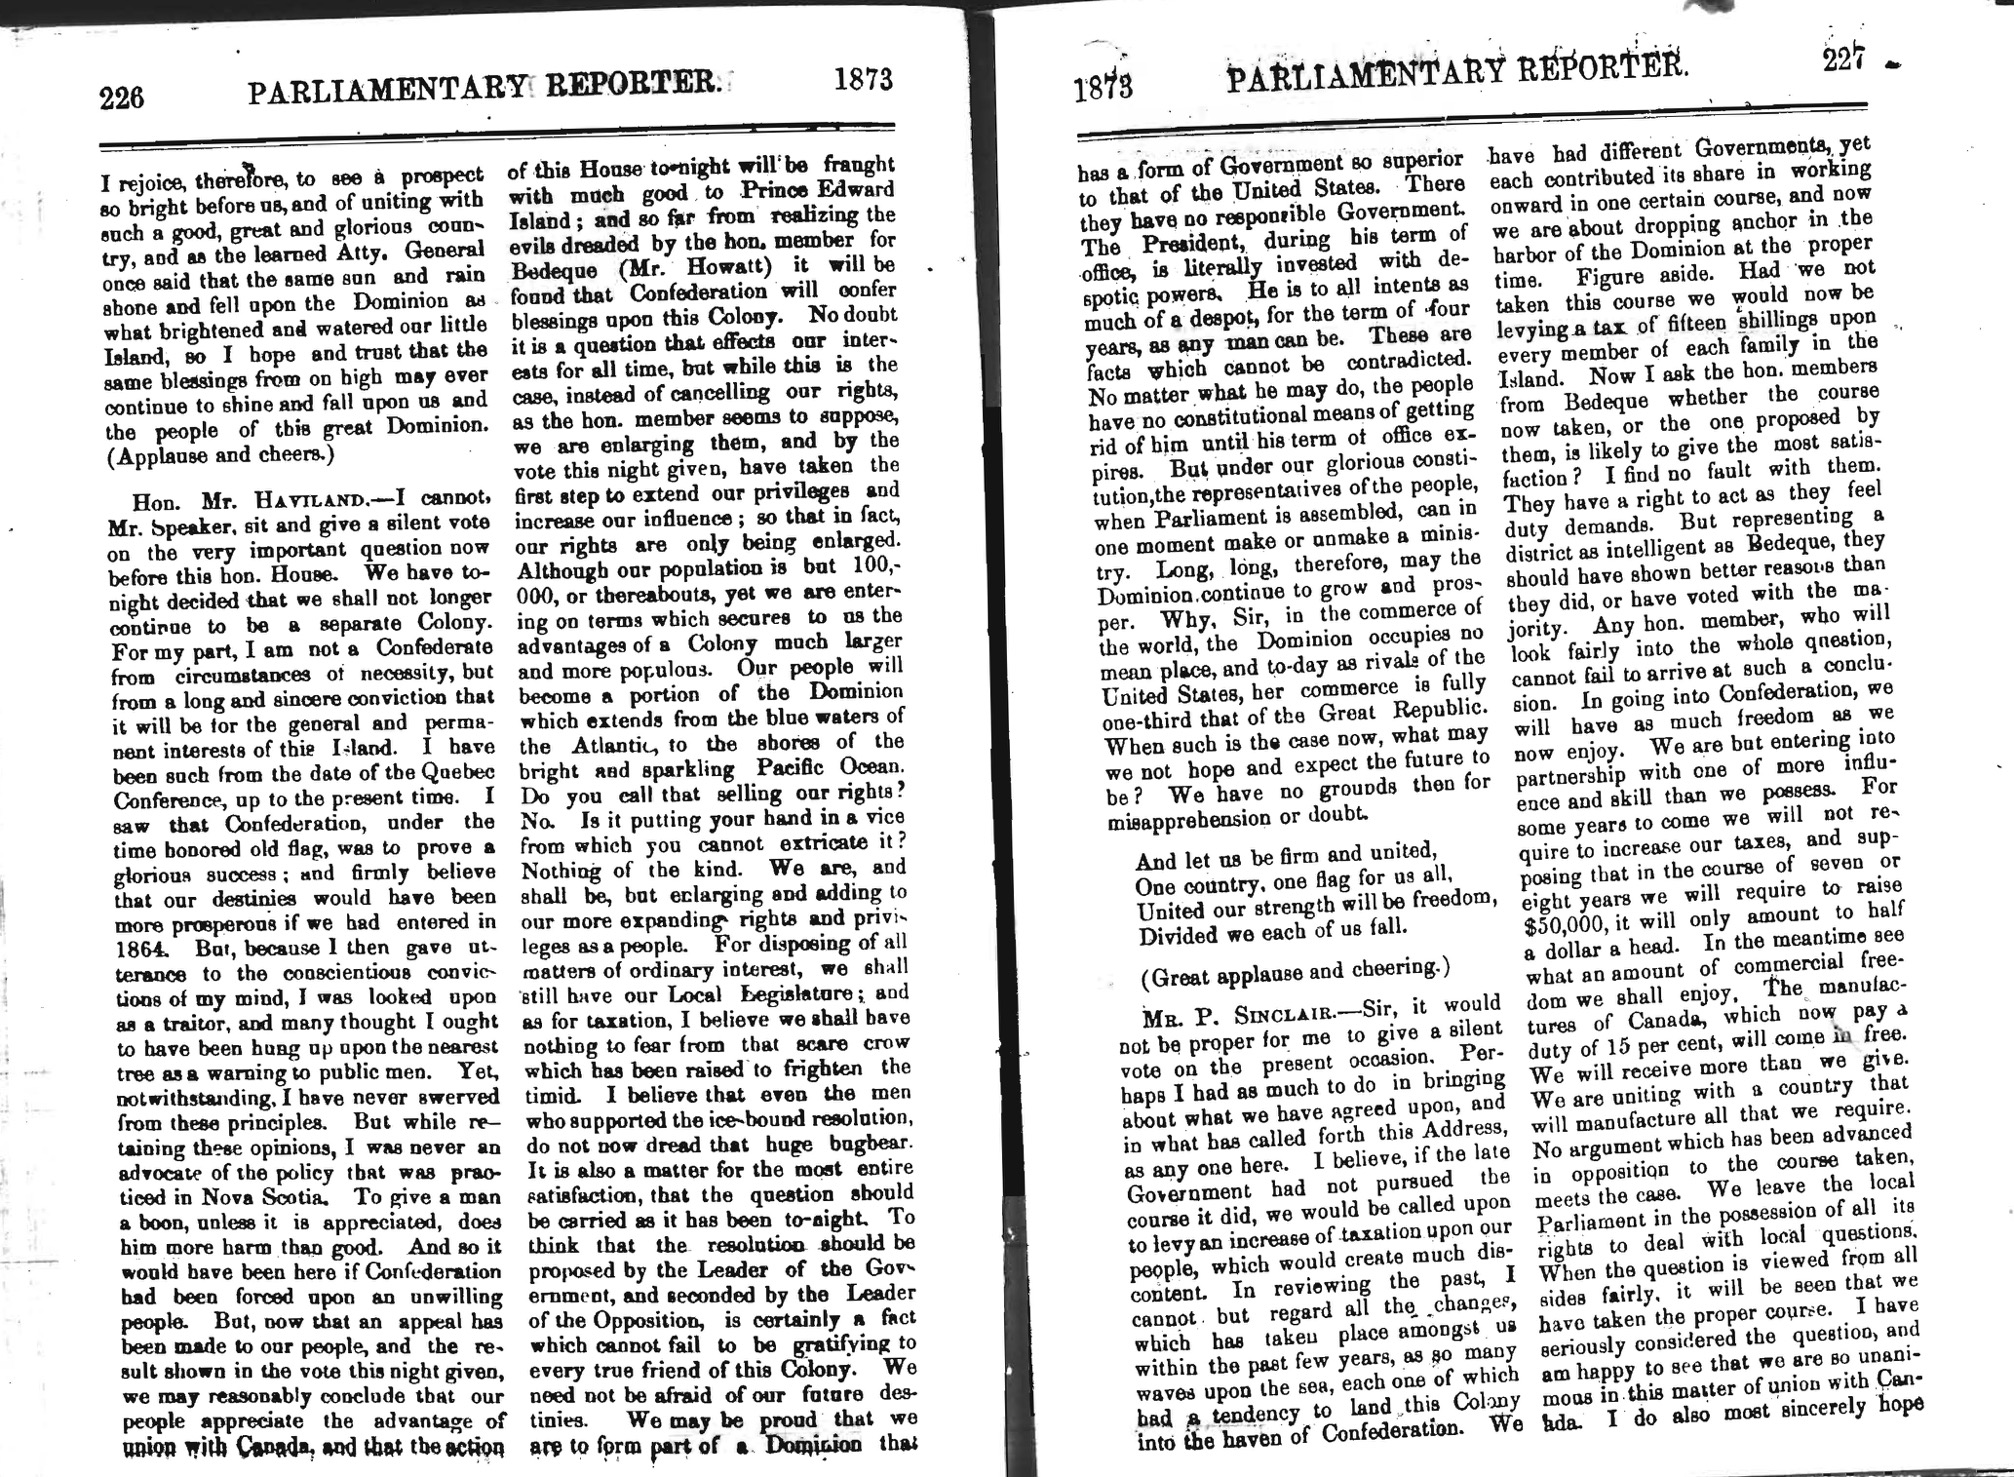 226 PARLIAMENTARY REPORTER. 1873
I rejoice, therefore, to see a prospect
so bright before us, and of uniting with
such a good, great and glorious coun-
try, and as the learned Atty. General
once said that the same sun and rain
shone and fell upon the Dominion as
what brightened and watered our little
Island, so I hope and trust that the
same blessings from on high may ever
continue to shine and fall upon us and
the people of this great Dominion.
(Applause and cheers.)
Hon. Mr. HAVILAND.—I cannot,
Mr. Speaker, sit and give a silent vote
on the very important question now
before this hon. House. We have to-
night decided that we shall not longer
continue to be a separate Colony.
For my part, I am not a Confederate
from circumstances of necessity, but
from a long and sincere conviction that
it will be for the general and perma-
nent interests of this Island. I have
been such from the date of the Quebec
Conference, up to the present time. I
saw that Confederation, under the
time honored old flag, was to prove a
glorious success; and firmly believe
that our destinies would have been
more prosperous if we had entered in
1864. But, because I then gave ut-
terance to the conscientious convic-
tions of my mind, I was looked upon
as a traitor, and many thought I ought
to have been hung up upon the nearest
tree as a warning to public men. Yet,
notwithstanding, I have never swerved
from these principles. But while re-
taining these opinions, I was never an
advocate of the policy that was prac-
ticed in Nova Scotia. To give a man
a boon, unless it is appreciated, does
him more harm than good. And so it
would have been here if Confederation
had been forced upon an unwilling
people. But, now that an appeal has
been made to our people, and the re-
sult shown in the vote this night given,
we may reasonably conclude that our
people appreciate the advantage of
union with Canada, and that the action
of this House to-night will be fraught
with much good to Prince Edward
Island; and so far from realizing the
evils dreaded by the hon. member for
Bedeque (Mr. Howatt) it will be
found that Confederation will confer
blessings upon this Colony. No doubt
it is a question that effects our inter-
ests for all time, but while this is the
case, instead of cancelling our rights,
as the hon. member seems to suppose,
we are enlarging them, and by the
vote this night given, have taken the
first step to extend our privileges and
increase our influence; so that in fact,
our rights are only being enlarged.
Although our population is but 100,-
000, or thereabouts, yet we are enter-
ing on terms which secures to us the
advantages of a Colony much larger
and more populous. Our people will
become a portion of the Dominion
which extends from the blue waters of
the Atlantic, to the shores of the
bright and sparkling Pacific Ocean.
Do you call that selling our rights?
No. Is it putting your hand in a vice
from which you cannot extricate it?
Nothing of the kind. We are, and
shall be, but enlarging and adding to
our more expanding rights and privi-
leges as a people. For disposing of all
matters of ordinary interest, we shall
still have our Local Legislature; and
as for taxation, I believe we shall have
nothing to fear from that scare crow
which has been raised to frighten the
timid. I believe that even the men
who supported the ice-bound resolution,
do not now dread that huge bugbear.
It is also a matter for the most entire
satisfaction, that the question should
be carried as it has been to-night. To
think that the resolution should be
proposed by the Leader of the Gov-
ernment, and seconded by the Leader
of the Opposition, is certainly a fact
which cannot fail to be gratifying to
every true friend of this Colony. We
need not be afraid of our future des-
tinies. We may be proud that we
are to form part of a Dominion that
1873 PARLIAMENTARY REPORTER. 227
has a form of Government so superior
to that of the United States. There
they have no responsible Government.
The President, during his term of
office, is literally invested with de-
spotic powers. He is to all intents as
much of a despot, for the term of four
years, as any man can be. These are
facts which cannot be contradicted.
No matter what he may do, the people
have no constitutional means of getting
rid of him until his term of office ex-
pires. But under our glorious consti-
tution, the representatives of the people,
when Parliament is assembled, can in
one moment make or unmake a minis-
try. Long, long, therefore, may the
Dominion continue to grow and pros-
per. Why, Sir, in the commerce of
the world, the Dominion occupies no
mean place, and to-day as rivals of the
United States, her commerce is fully
one-third that of the Great Republic.
When such is the case now, what may
we not hope and expect the future to
be? We have no grounds then for
misapprehension or doubt.
And let us be firm and united,
One country, one flag for us all,
United our strength will be freedom,
Divided we each of us fall.
(Great applause and cheering.)
MR. P. SINCLAIR.—Sir, it would
not be proper for me to give a silent
vote on the present occasion. Per-
haps I had as much to do in bringing
about what we have agreed upon, and
in what has called forth this Address,
as any one here. I believe, if the late
Government had not pursued the
course it did, we would be called upon
to levy an increase of taxation upon our
people, which would create much dis-
content. In reviewing the past, I
cannot but regard all the changes,
which has taken place amongst us
within the past few years, as so many
waves upon the sea, each one of which
had a tendency to land this Colony
into the haven of Confederation. We
have had different Governments, yet
each contributed its share in working
onward in one certain course, and now
we are about dropping anchor in the
harbor of the Dominion at the proper
time. Figure aside. Had we not
taken this course we would now be
levying a tax of fifteen shillings upon
every member of each family in the
Island. Now I ask the hon. members
from Bedeque whether the course
now taken, or the one proposed by
them, is likely to give the most satis-
faction? I find no fault with them.
They have a right to act as they feel
duty demands. But representing a
district as intelligent as Bedeque, they
should have shown better reasons than
they did, or have voted with the ma-
jority. Any hon. member, who will
look fairly into the whole question,
cannot fail to arrive at such a conclu-
sion. In going into Confederation, we
will have as much freedom as we
now enjoy. We are but entering into
partnership with one of more influ-
ence and skill than we possess. For
some years to come we will not re-
quire to increase our taxes, and sup-
posing that in the course of seven or
eight years we will require to raise
$50,000, it will only amount to half
a dollar a head. In the meantime see
what an amount of commercial free-
dom we shall enjoy. The manufac-
tures of Canada, which now pay a
duty of 15 per cent, will come in free.
We will receive more than we give.
We are uniting with a country that
will manufacture all that we require.
No argument which has been advanced
in opposition to the course taken,
meets the case. We leave the local
Parliament in the possession of all its
rights to deal with local questions.
When the question is viewed from all
sides fairly, it will be seen that we
have taken the proper course. I have
seriously considered the question, and
am happy to see that we are so unani-
mous in this matter of union with Can-
ada. I do also most sincerely hope